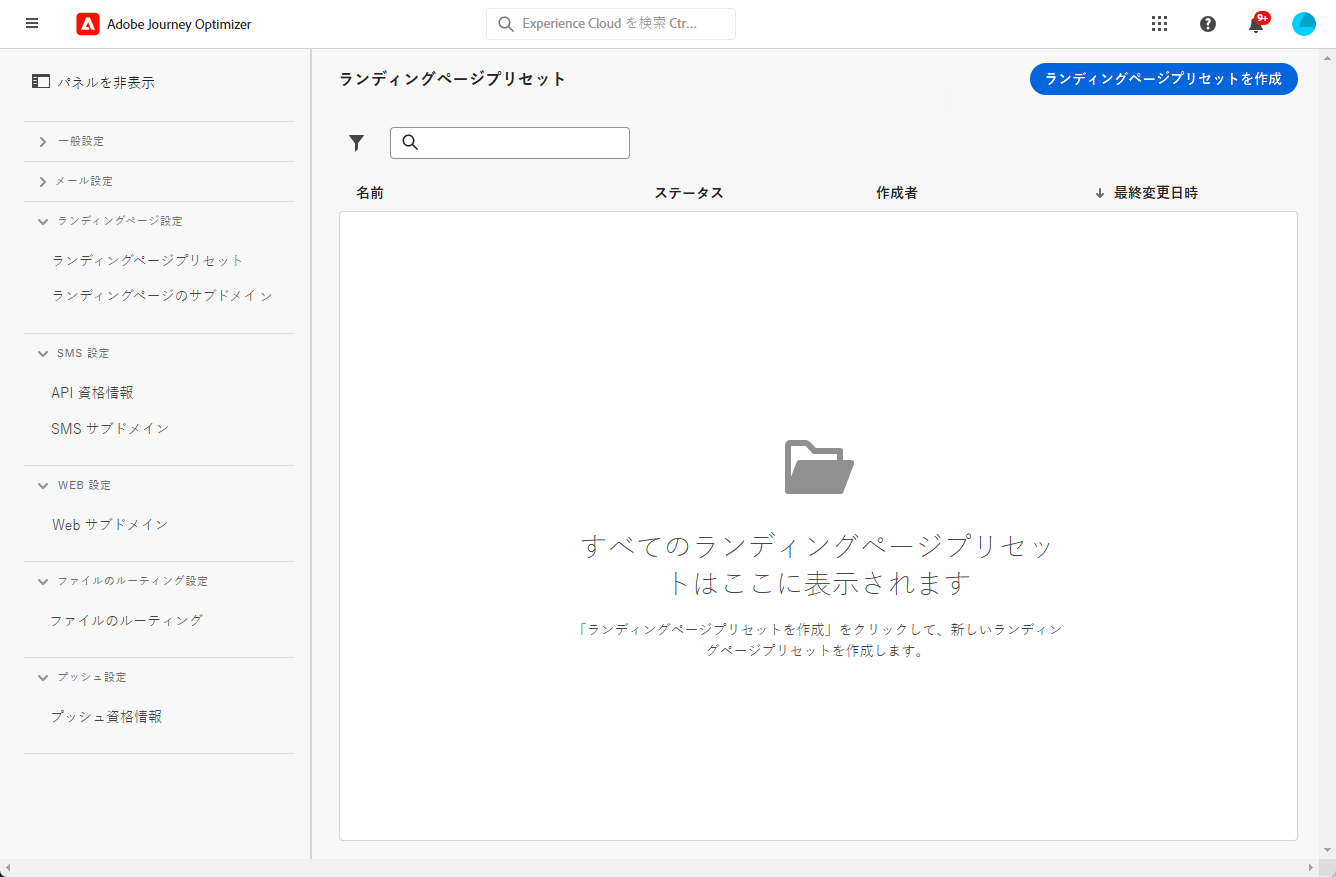 Adobe Journey Optimizer
Experience Cloud を検索 Ctr...
9+
パネルを非表示
一般設定
メール設定
ランディングページ設定
ランディングページプリセット
ランディングページのサブドメイン
SMS 設定
API 資格情報
SMS サブドメイン
WEB 設定
Web サブドメイン
ファイルのルーティング設定
ファイルのルーティング
プッシュ設定
プッシュ資格情報
ランディングページプリセット
ランディングページプリセットを作成
名前 ステータス 作成者 最終変更日時
すべてのランディングページプリセッ
トはここに表示されます
「ランディングページプリセットを作成」をクリックして、新しいランディン
グページプリセットを作成します。